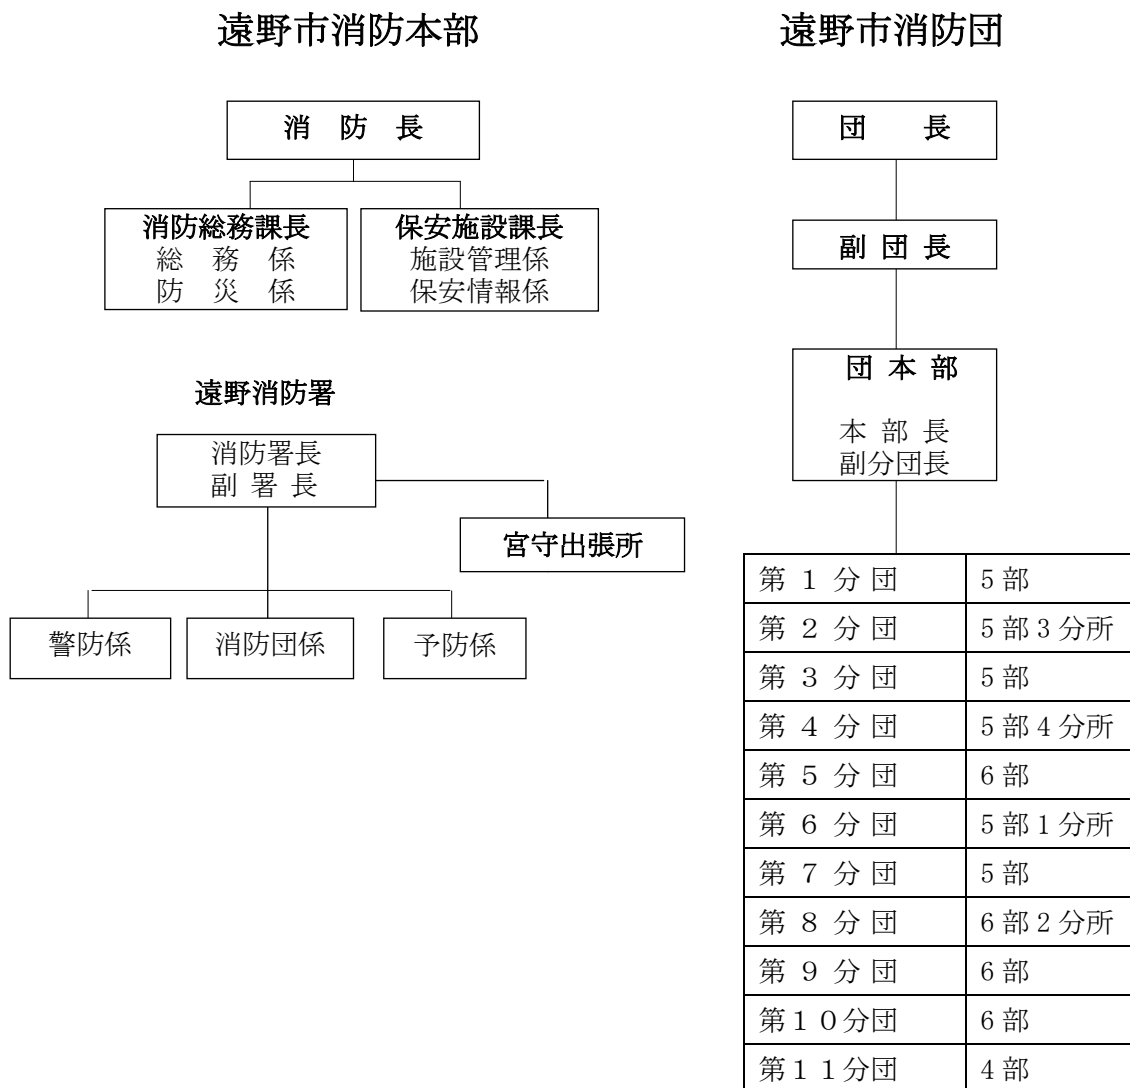 遠野市消防本部
消 防 長
消防総務課長
総 務 係
防 災 係
保安施設課長
施設管理係
保安情報係
遠野消防署
消防署長
副 署 長
宮守出張所
警防係
消防団係
予防係
遠野市消防団
団 長
副 団 長
団 本 部
本 部 長
副分団長
第 1 分 団 5 部
第 2 分 団 5 部 3 分所
第 3 分 団 5 部
第 4 分 団 5 部 4 分所
第 5 分 団 6 部
第 6 分 団 5 部 1 分所
第 7 分 団 5 部
第 8 分 団 6 部 2 分所
第 9 分 団 6 部
第１０分団 6 部
第１１分団 4 部